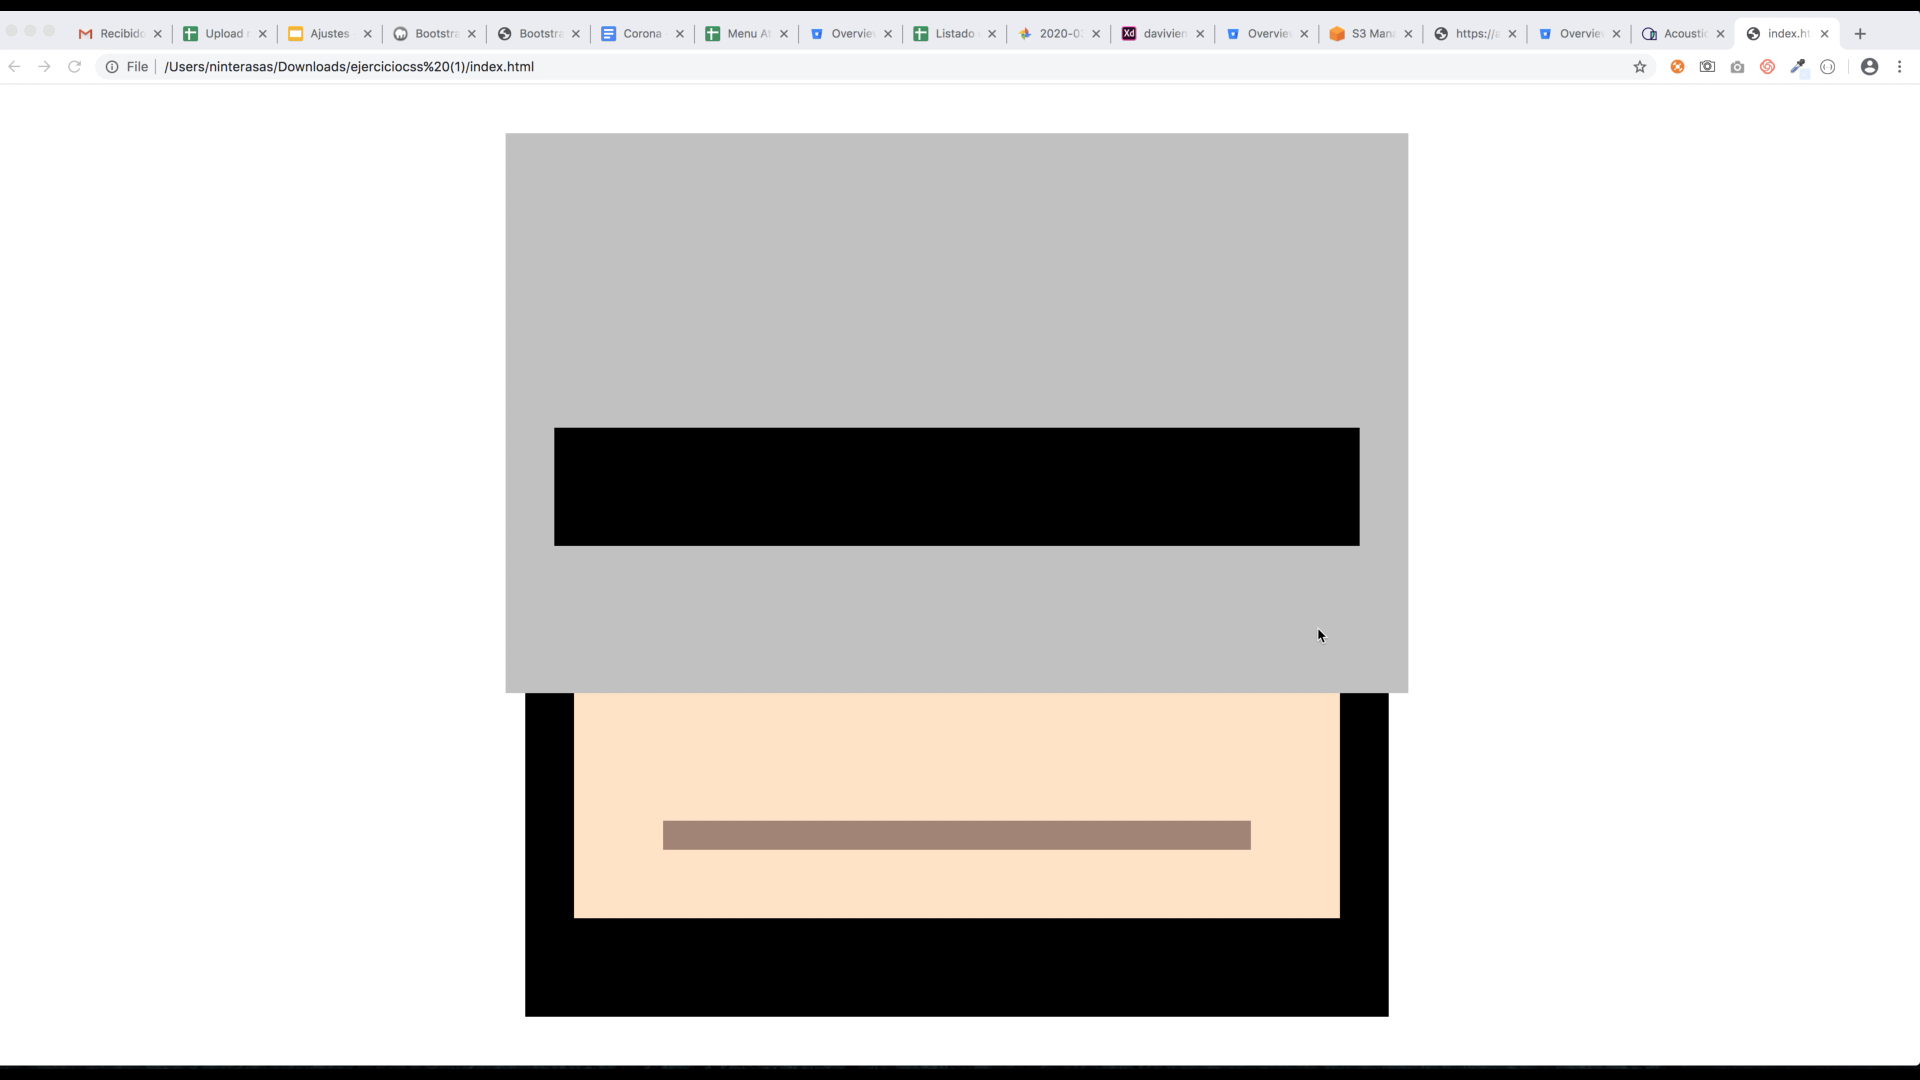 Recibido Upload Ajustes Bootstra Bootstra Corona Menu A Overvie Listado 2020-0 Xd davivien Overvie S3 Man https:// Overvie Acousti index.ht
File /Users/ninterasas/Downloads/ejerciciocss%20(1)/index.html